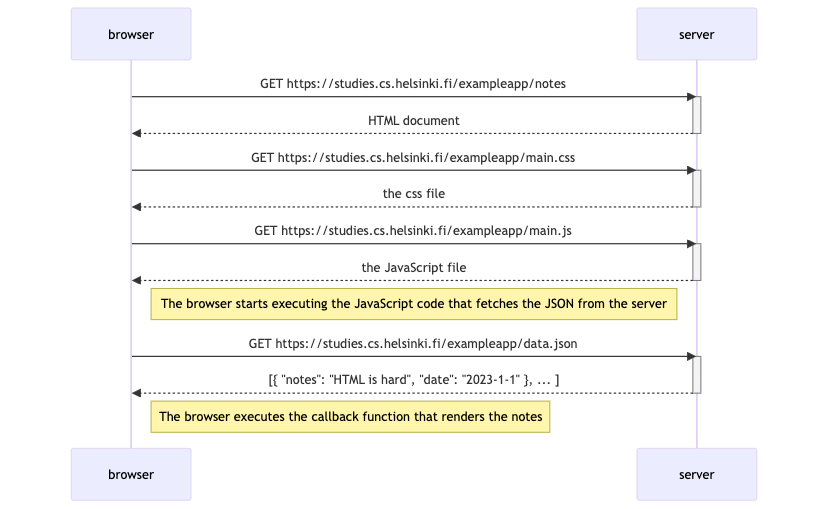 browser
server
GET https://studies.cs.helsinki.fi/exampleapp/notes
HTML document
GET https://studies.cs.helsinki.fi/exampleapp/main.css
the css file
GET https://studies.cs.helsinki.fi/exampleapp/main.js
the JavaScript file
The browser starts executing the JavaScript code that fetches the JSON from the server
GET https://studies.cs.helsinki.fi/exampleapp/data.json
[{ "notes": "HTML is hard", "date": "2023-1-1" }, ... ]
The browser executes the callback function that renders the notes
browser
server